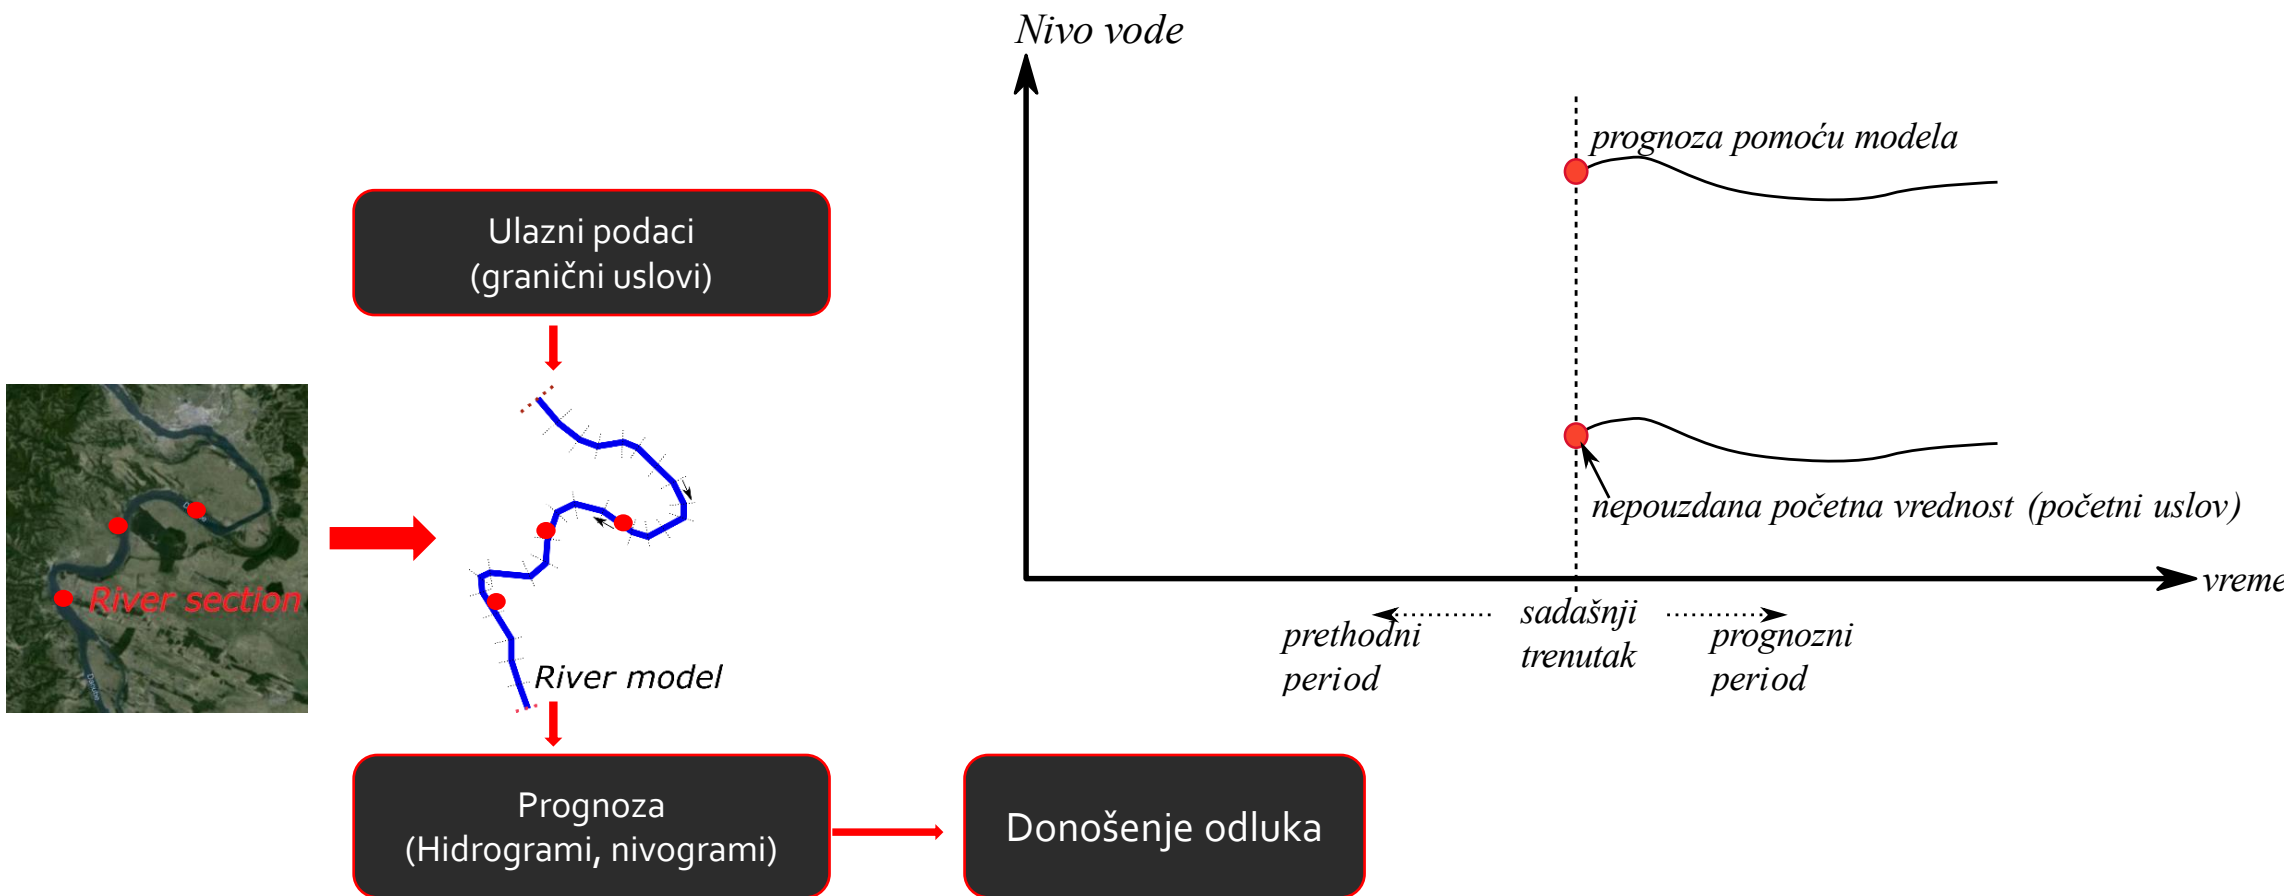 Nivo vode
prognoza pomoću modela
Ulazni podaci
(granični uslovi)
nepouzdana početna vrednost (početni uslov)
vreme
River section
Danube
prethodni
period
sadašnji
trenutak
prognozni
period
River model
Prognoza
(Hidrogrami, nivogrami)
Donošenje odluka